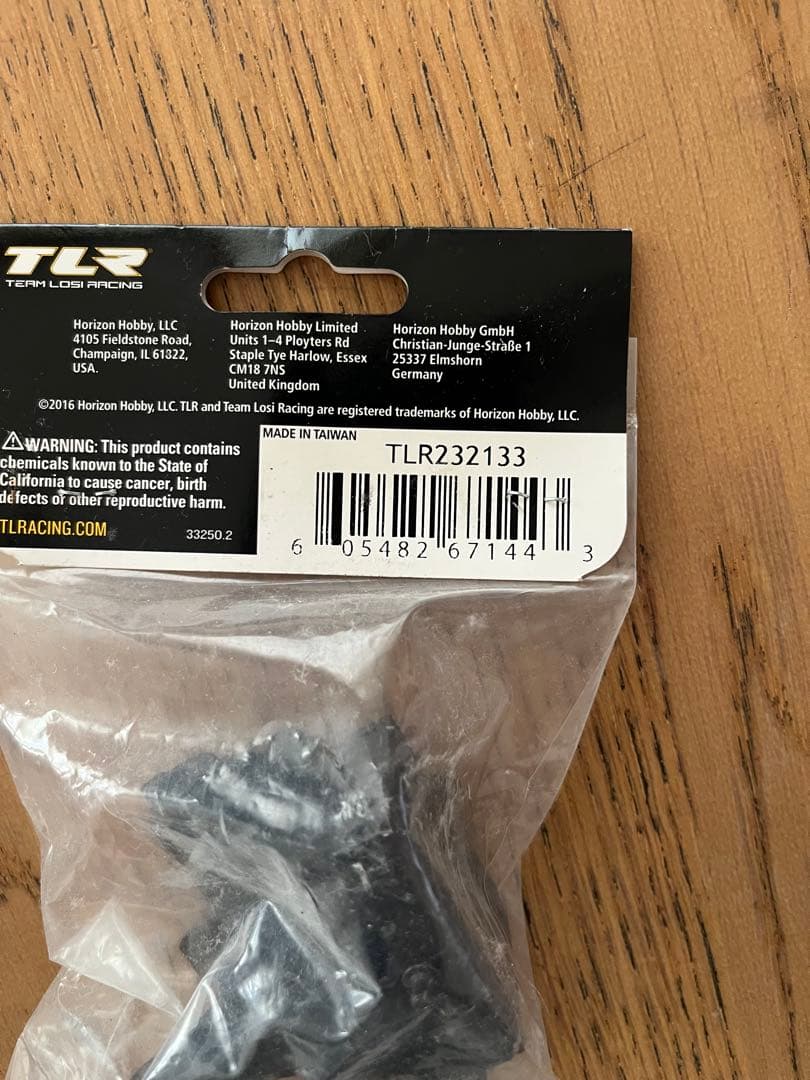 TLR
TEAM LOSI RACING
Horizon Hobby, LLC
4105 Fieldstone Road,
Champaign, IL 61822,
USA.
Horizon Hobby Limited
Units 1–4 Ployters Rd
Staple Tye Harlow, Essex
CM18 7NS
United Kingdom
Horizon Hobby GmbH
Christian-Junge-Straße 1
25337 Elmshorn
Germany
©2016 Horizon Hobby, LLC. TLR and Team Losi Racing are registered trademarks of Horizon Hobby, LLC.
⚠WARNING: This product contains
chemicals known to the State of
California to cause cancer, birth
defects or other reproductive harm.
TLRACING.COM
33250.2
MADE IN TAIWAN
TLR232133
6 05482 67144 3